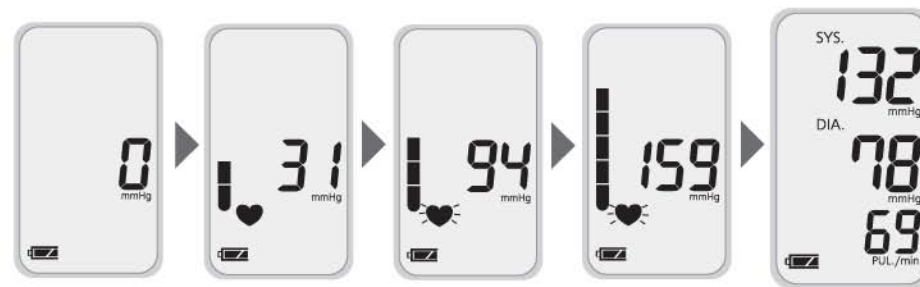 0
mmHg
31
mmHg
94
mmHg
159
mmHg
SYS.
132
mmHg
DIA.
78
mmHg
69
PUL./min